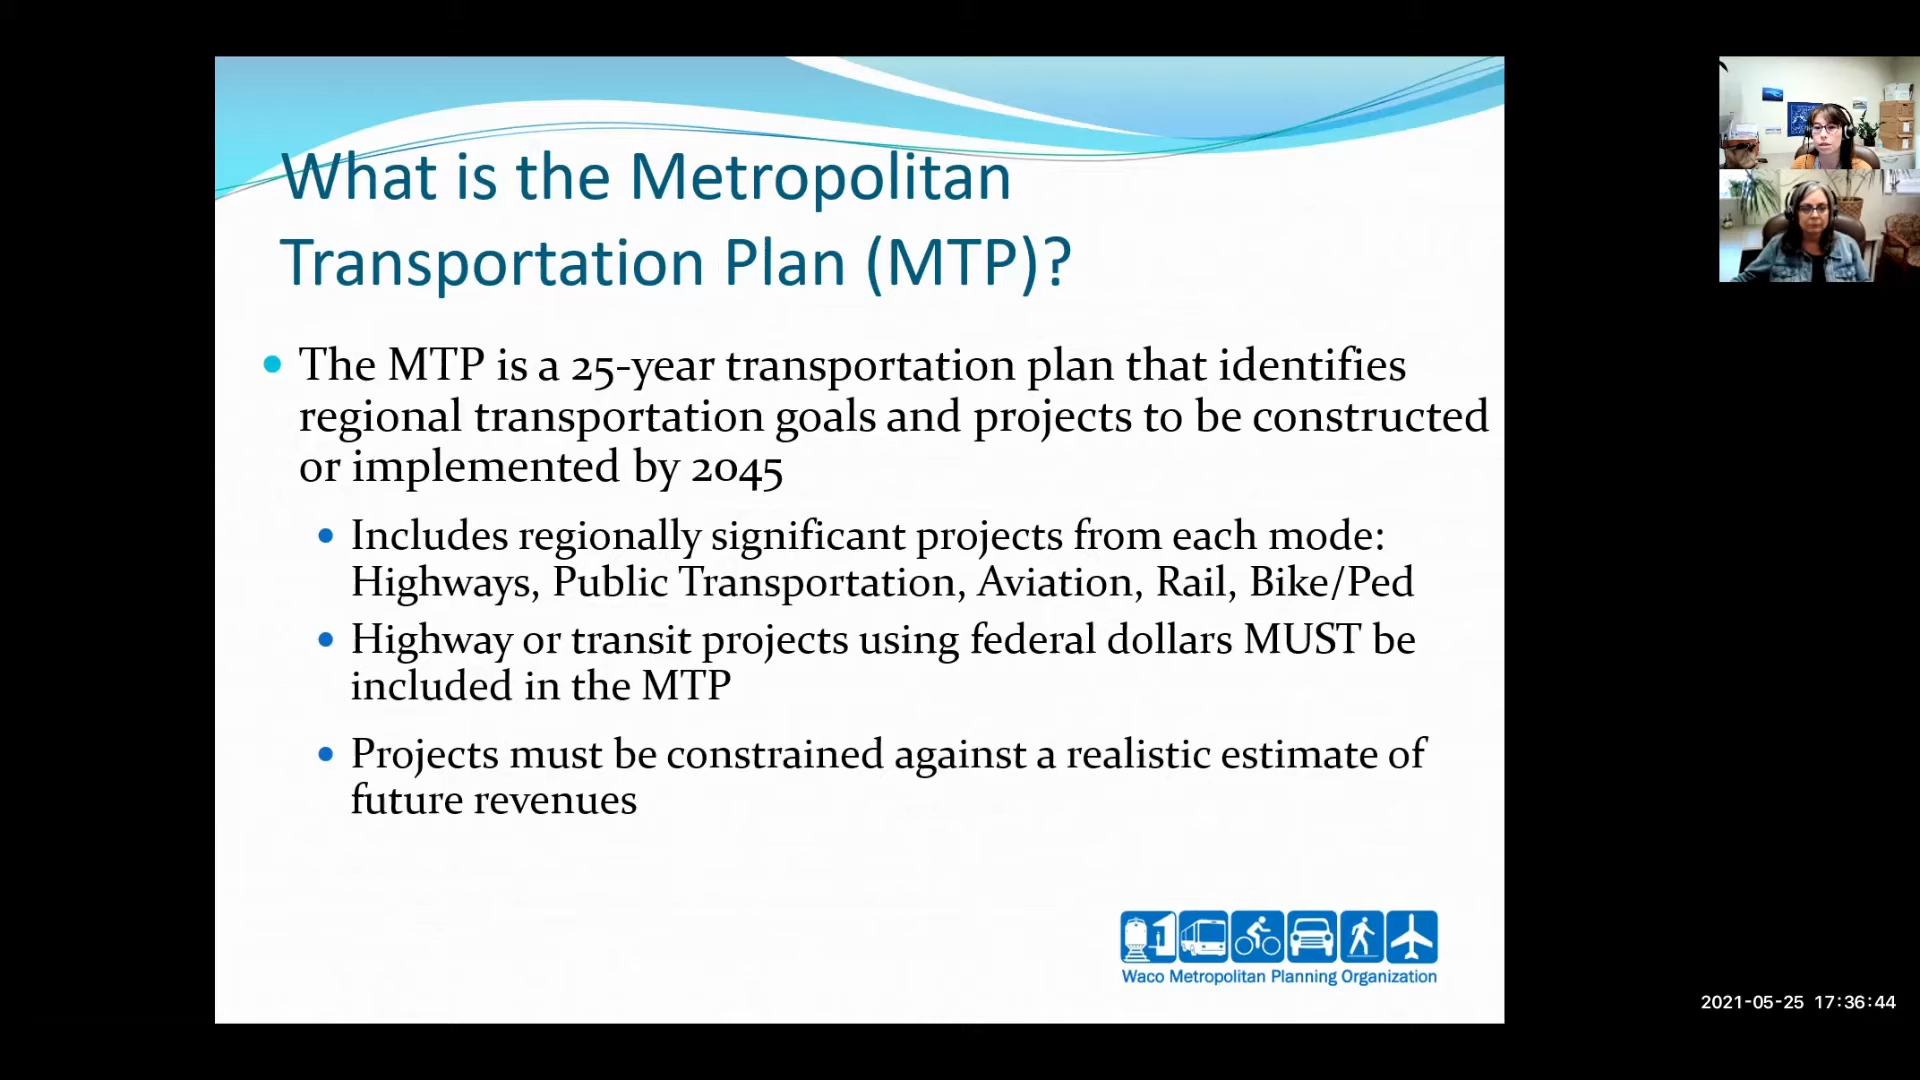 What is the Metropolitan
Transportation Plan (MTP)?
The MTP is a 25-year transportation plan that identifies
regional transportation goals and projects to be constructed
or implemented by 2045
Includes regionally significant projects from each mode:
Highways, Public Transportation, Aviation, Rail, Bike/Ped
Highway or transit projects using federal dollars MUST be
included in the MTP
Projects must be constrained against a realistic estimate of
future revenues
Waco Metropolitan Planning Organization
2021-05-25 17:36:44